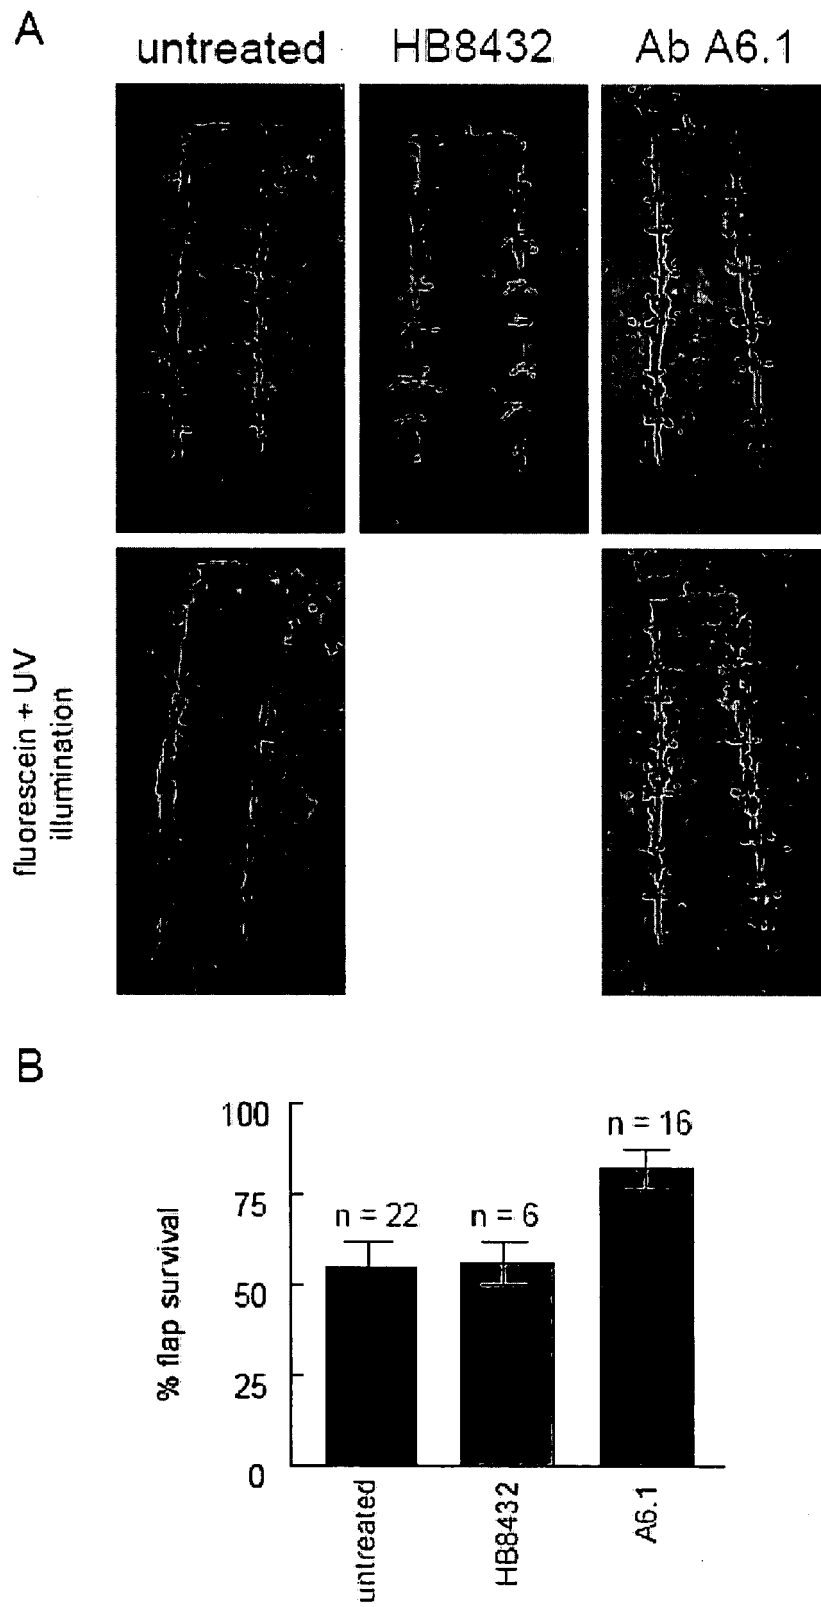 A
untreated HB8432 Ab A6.1
fluorescein + UV
illumination
B
% flap survival
100
75
50
25
0
n = 22
n = 6
n = 16
untreated
HB8432
A6.1